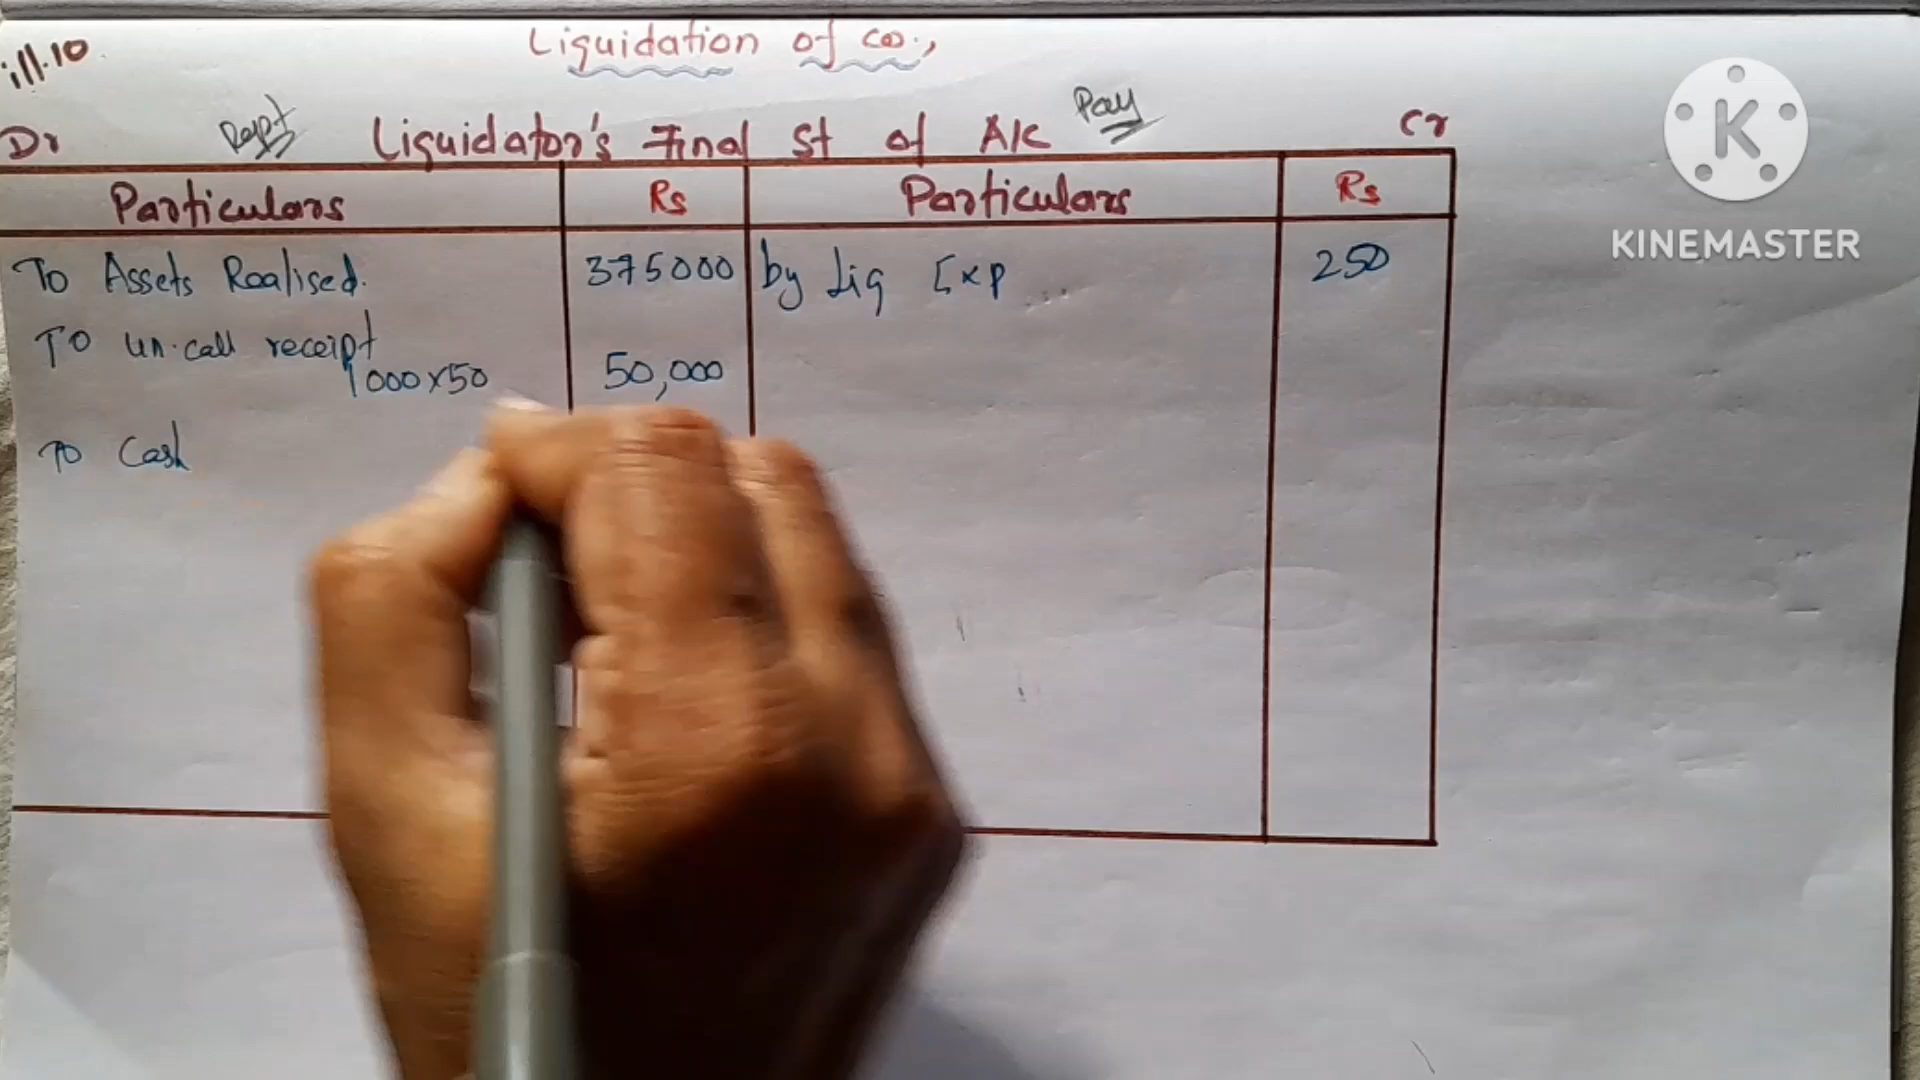 ill.10
Liquidation of co.,
Dr Rept Liquidator's Final St of A/c Pay Cr
Particulars Rs Particulars Rs
To Assets Realised. 375000 by Liq Exp 250
To un.call receipt
1000x50 50,000
To Cash
K
KINEMASTER